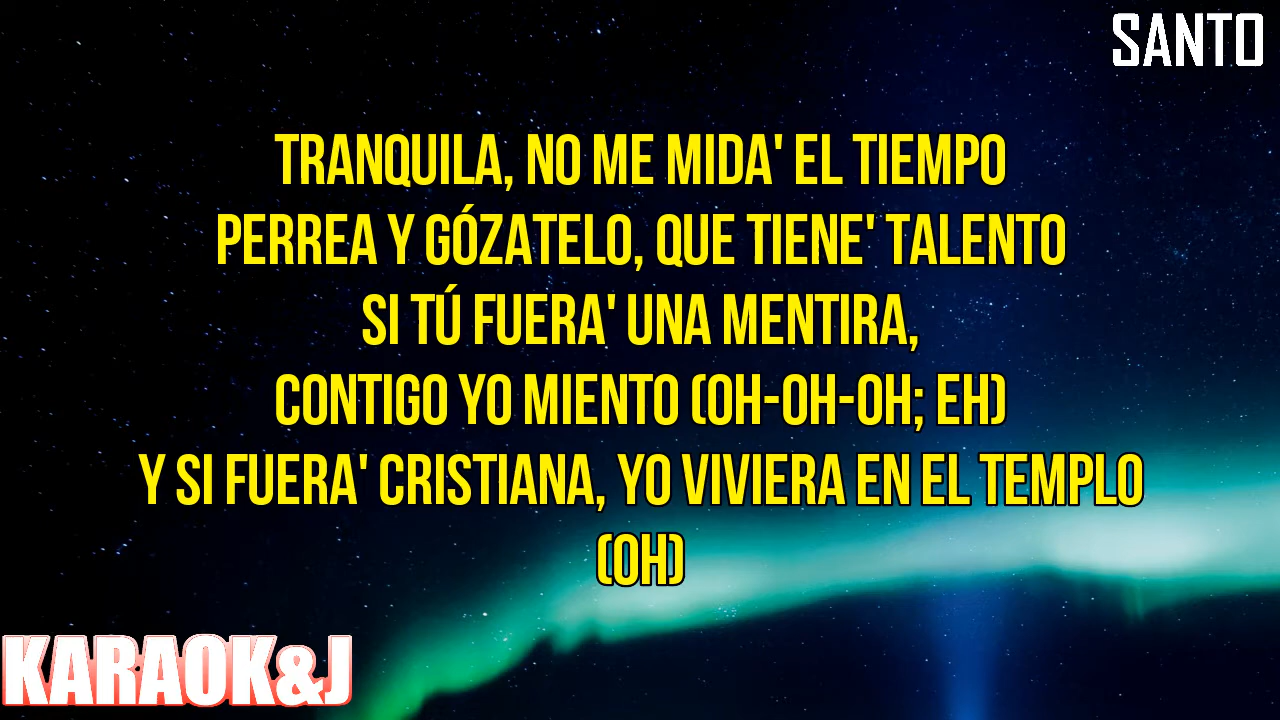 SANTO
TRANQUILA, NO ME MIDA' EL TIEMPO
PERREA Y GÓZATELO, QUE TIENE' TALENTO
SI TÚ FUERA' UNA MENTIRA,
CONTIGO YO MIENTO (OH-OH-OH; EH)
Y SI FUERA' CRISTIANA, YO VIVIERA EN EL TEMPLO
(OH)
KARAOK&J